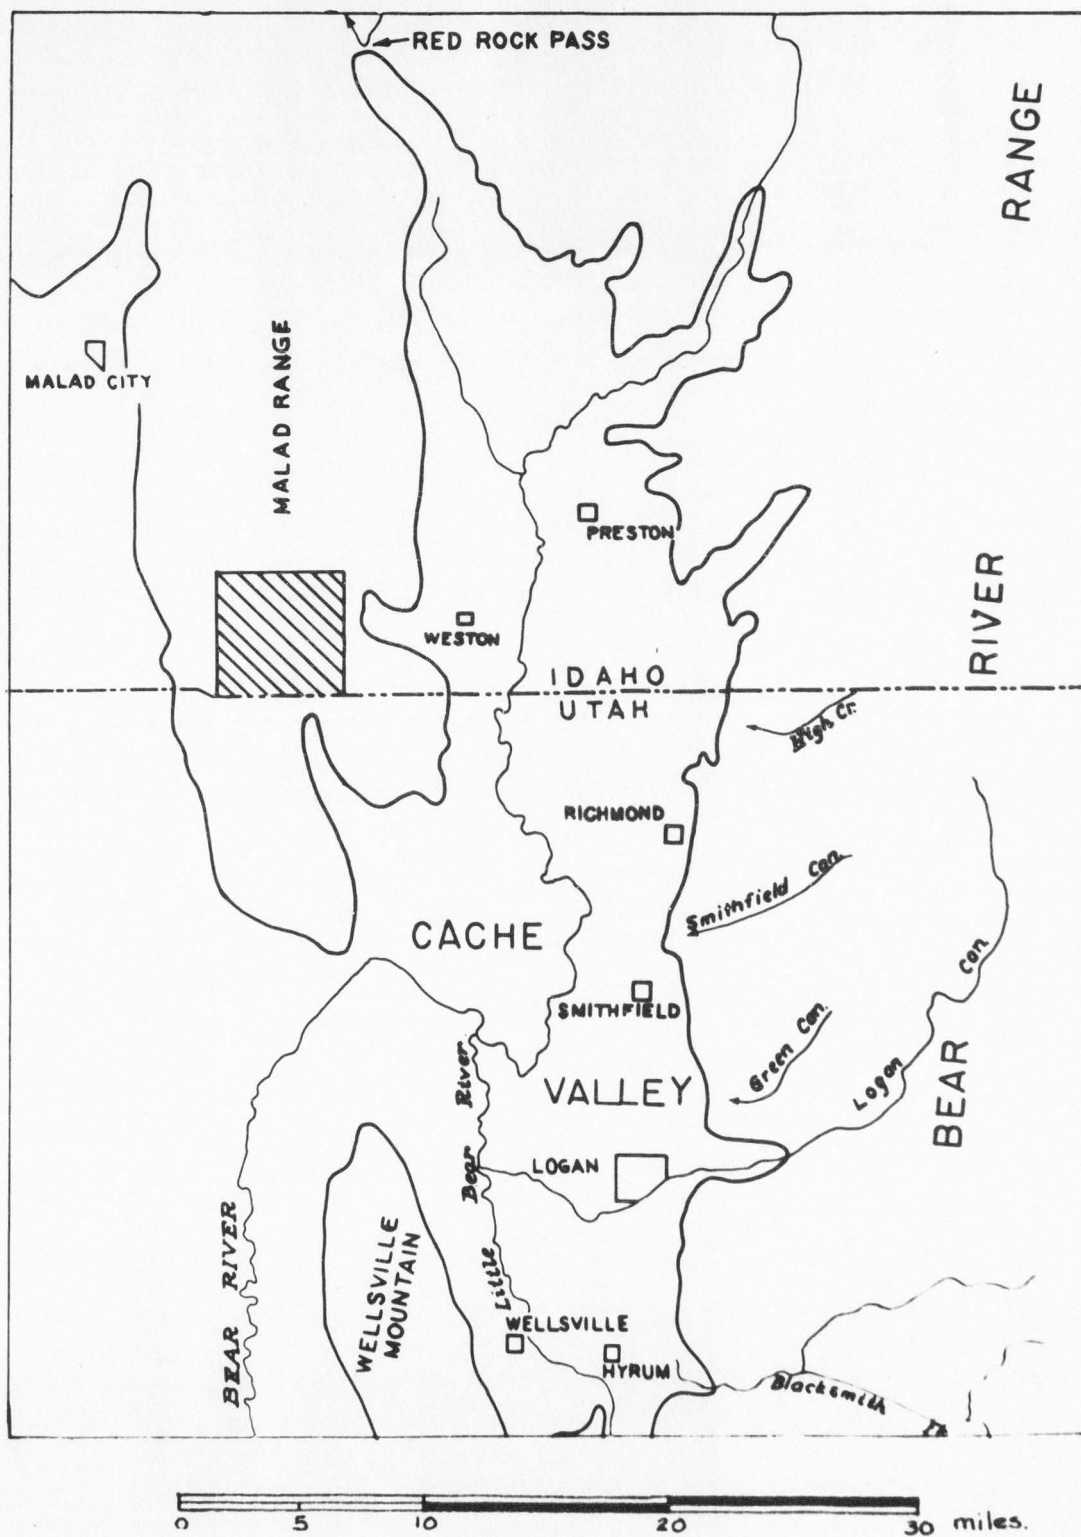 RED ROCK PASS
RANGE
MALAD CITY
MALAD RANGE
PRESTON
WESTON
RIVER
IDAHO
UTAH
High Cr.
RICHMOND
Smithfield Can.
CACHE
Can
SMITHFIELD
Green Can.
Logan
BEAR
VALLEY
River
Bear
LOGAN
Little
BEAR RIVER
WELLSVILLE
MOUNTAIN
WELLSVILLE
HYRUM
Blacksmith
Fk
0 5 10 20 30 miles.